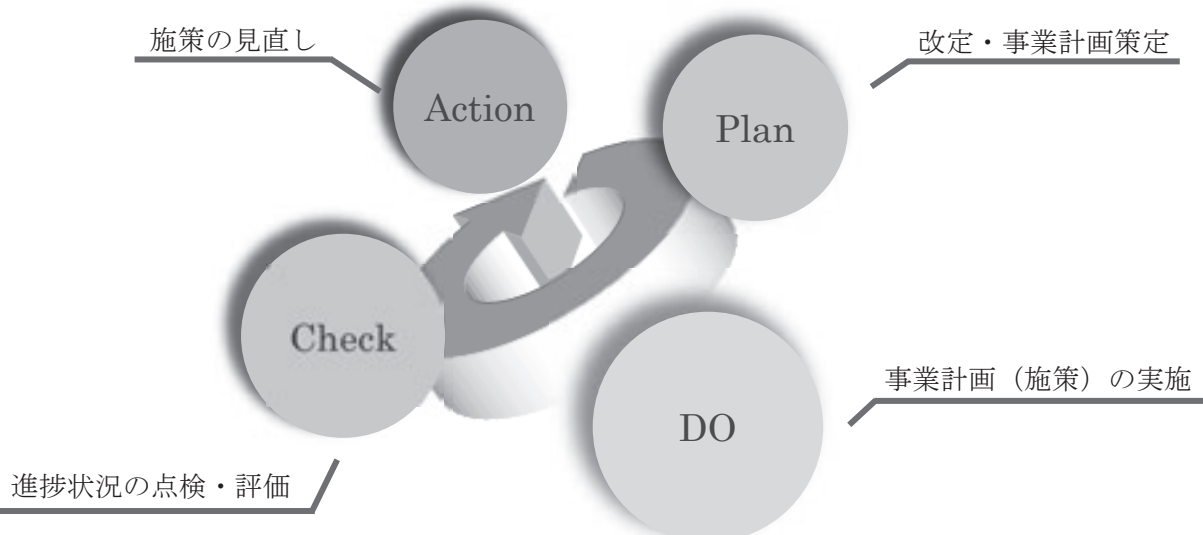 施策の見直し
改定・事業計画策定
Action
Plan
Check
事業計画（施策）の実施
DO
進捗状況の点検・評価